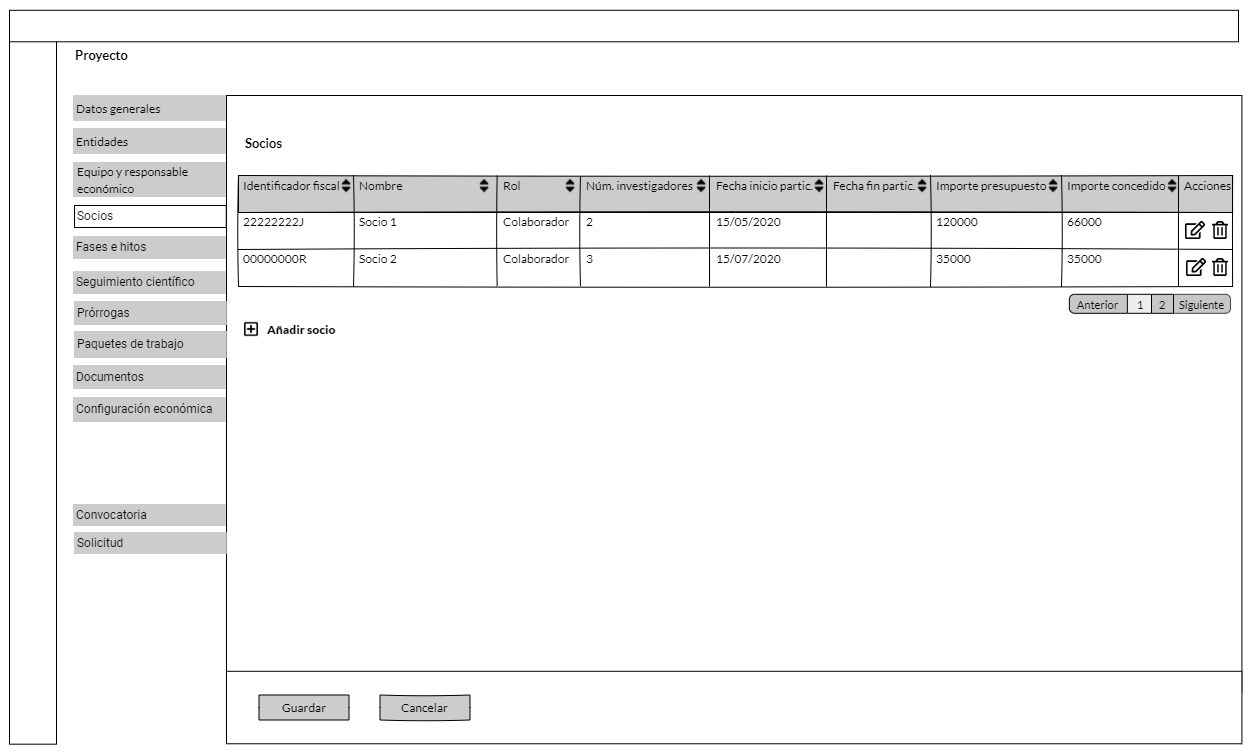 Proyecto
Datos generales
Entidades
Equipo y responsable
económico
Socios
Fases e hitos
Seguimiento científico
Prórrogas
Paquetes de trabajo
Documentos
Configuración económica
Convocatoria
Solicitud
Socios
Identificador fiscal Nombre Rol Núm. investigadores Fecha inicio partic. Fecha fin partic. Importe presupuesto Importe concedido Acciones
22222222J Socio 1 Colaborador 2 15/05/2020 120000 66000
00000000R Socio 2 Colaborador 3 15/07/2020 35000 35000
Anterior 1 2 Siguiente
Añadir socio
Guardar Cancelar